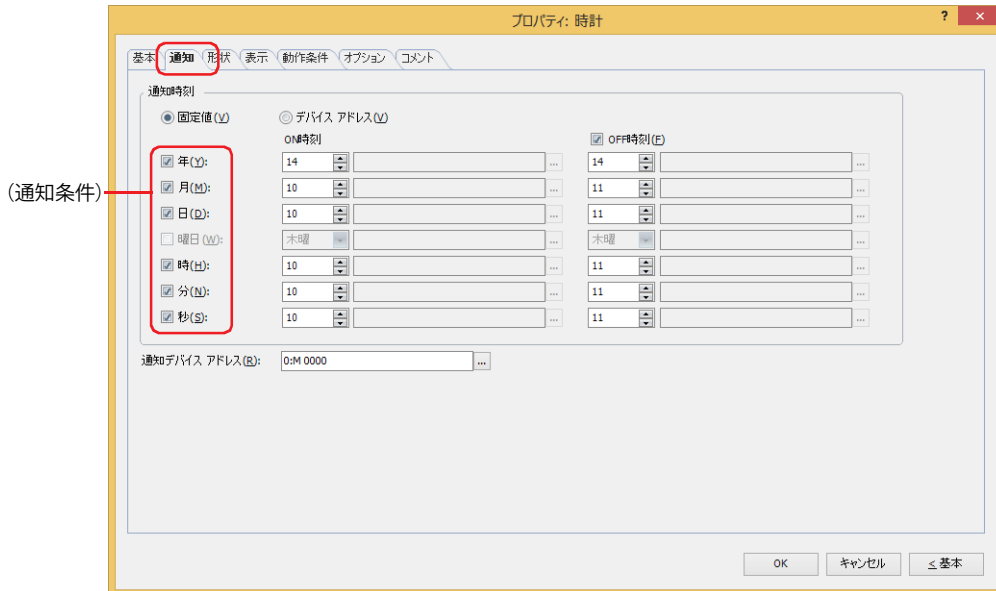 プロパティ: 時計
? ×
基本 通知 形状 表示 動作条件 オプション コメント
通知時刻
固定値(V) デバイス アドレス(V)
ON時刻 OFF時刻(F)
年(Y): 14 ... 14 ...
月(M): 10 ... 11 ...
(通知条件)
日(D): 10 ... 11 ...
曜日(W): 木曜 ... 木曜 ...
時(H): 10 ... 11 ...
分(N): 10 ... 11 ...
秒(S): 10 ... 11 ...
通知デバイス アドレス(R): 0:M 0000 ...
OK キャンセル < 基本